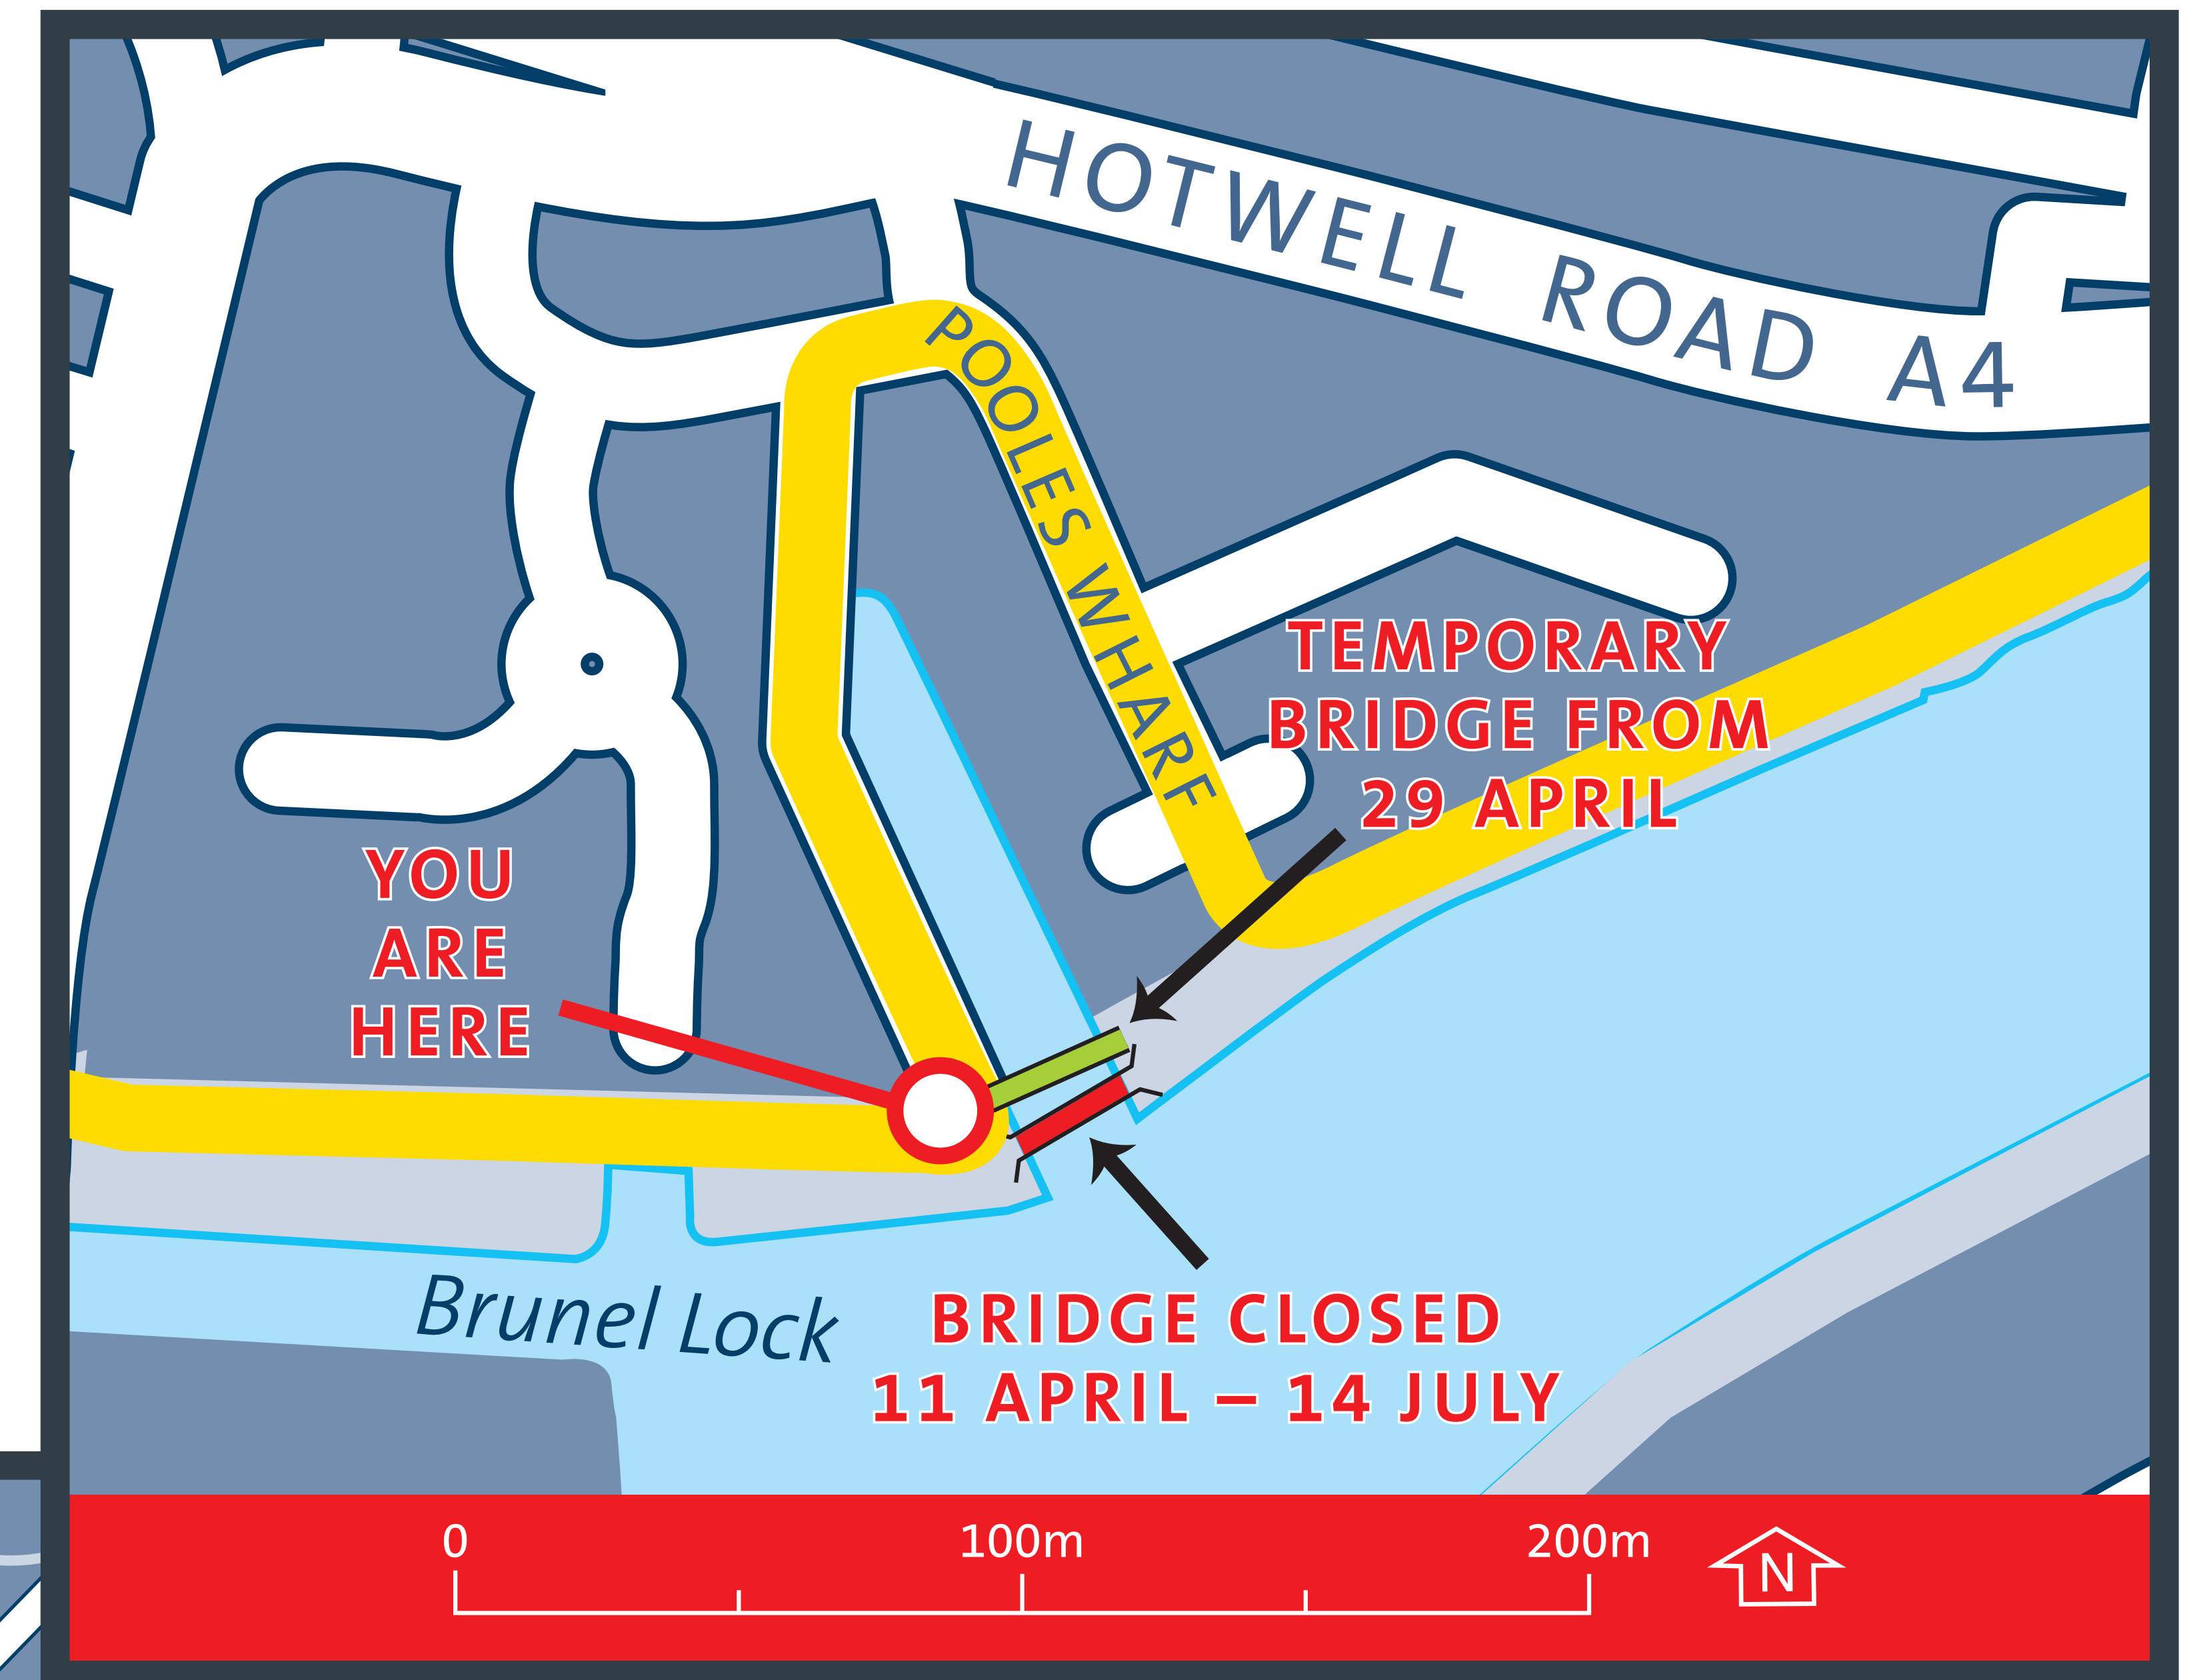 HOTWELL ROAD A4
POOLES WHARF
TEMPORARY
BRIDGE FROM
29 APRIL
YOU
ARE
HERE
Brunel Lock
BRIDGE CLOSED
11 APRIL – 14 JULY
0 100m 200m N